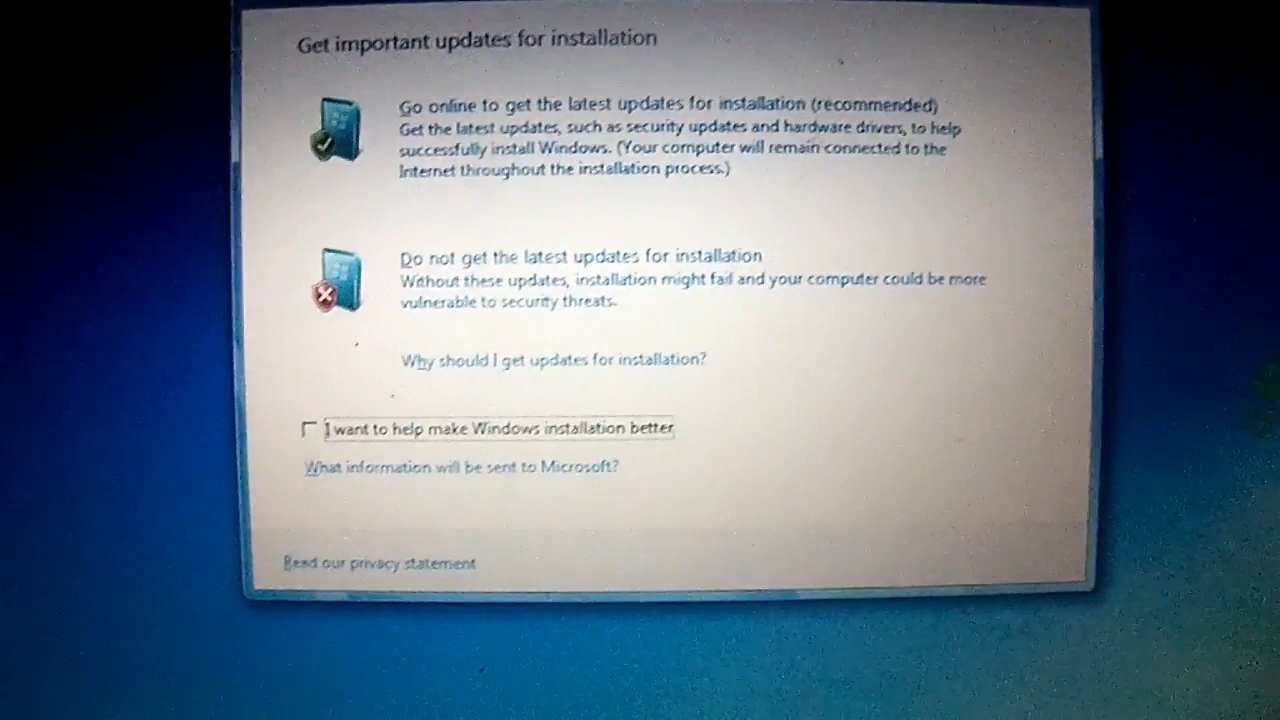 Get important updates for installation
Go online to get the latest updates for installation (recommended)
Get the latest updates, such as security updates and hardware drivers, to help
successfully install Windows. (Your computer will remain connected to the
Internet throughout the installation process.)
Do not get the latest updates for installation
Without these updates, installation might fail and your computer could be more
vulnerable to security threats.
Why should I get updates for installation?
I want to help make Windows installation better
What information will be sent to Microsoft?
Read our privacy statement